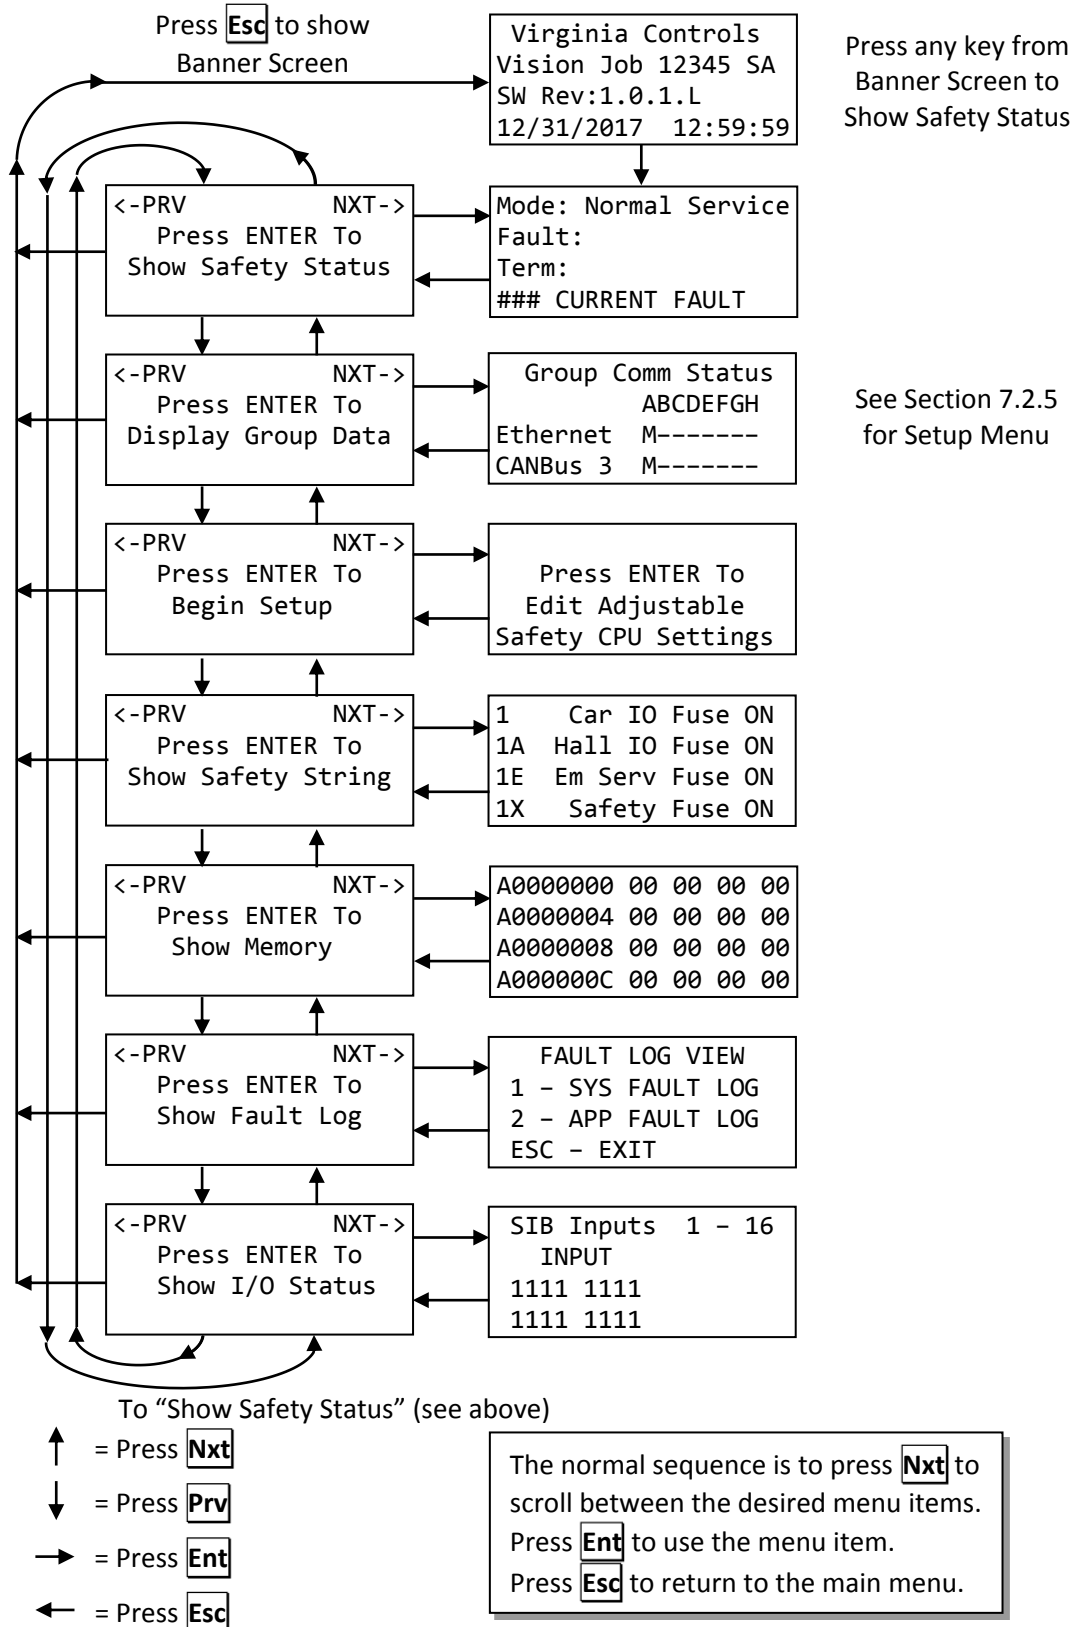 Press Esc to show
Banner Screen
Virginia Controls
Vision Job 12345 SA
SW Rev:1.0.1.L
12/31/2017 12:59:59
Press any key from
Banner Screen to
Show Safety Status
<-PRV NXT->
Press ENTER To
Show Safety Status
Mode: Normal Service
Fault:
Term:
### CURRENT FAULT
<-PRV NXT->
Press ENTER To
Display Group Data
Group Comm Status
ABCDEFGH
Ethernet M-------
CANBus 3 M-------
See Section 7.2.5
for Setup Menu
<-PRV NXT->
Press ENTER To
Begin Setup
Press ENTER To
Edit Adjustable
Safety CPU Settings
<-PRV NXT->
Press ENTER To
Show Safety String
1 Car IO Fuse ON
1A Hall IO Fuse ON
1E Em Serv Fuse ON
1X Safety Fuse ON
<-PRV NXT->
Press ENTER To
Show Memory
A0000000 00 00 00 00
A0000004 00 00 00 00
A0000008 00 00 00 00
A000000C 00 00 00 00
<-PRV NXT->
Press ENTER To
Show Fault Log
FAULT LOG VIEW
1 – SYS FAULT LOG
2 – APP FAULT LOG
ESC – EXIT
<-PRV NXT->
Press ENTER To
Show I/O Status
SIB Inputs 1 – 16
INPUT
1111 1111
1111 1111
To “Show Safety Status” (see above)
= Press Nxt
= Press Prv
= Press Ent
= Press Esc
The normal sequence is to press Nxt to
scroll between the desired menu items.
Press Ent to use the menu item.
Press Esc to return to the main menu.